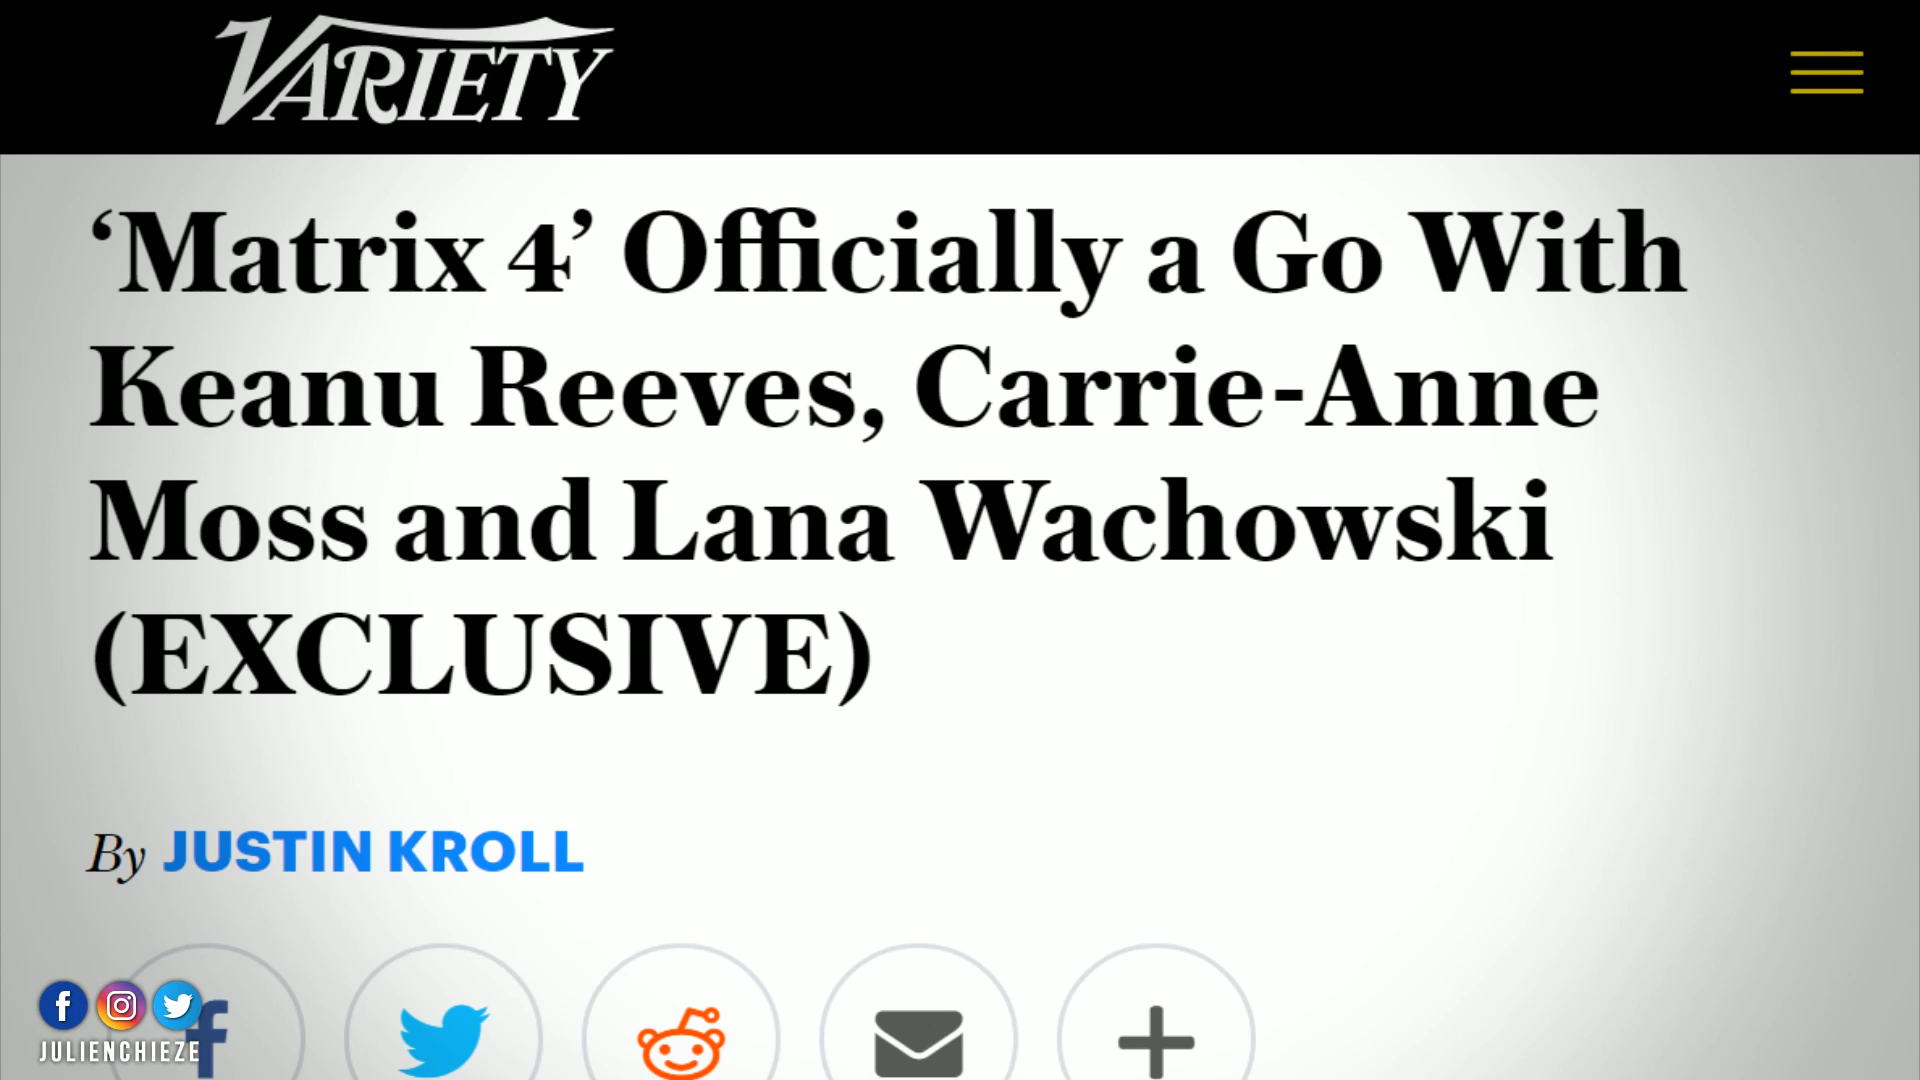 VARIETY
‘Matrix 4’ Officially a Go With
Keanu Reeves, Carrie-Anne
Moss and Lana Wachowski
(EXCLUSIVE)
By JUSTIN KROLL
JULIENCHIEZE